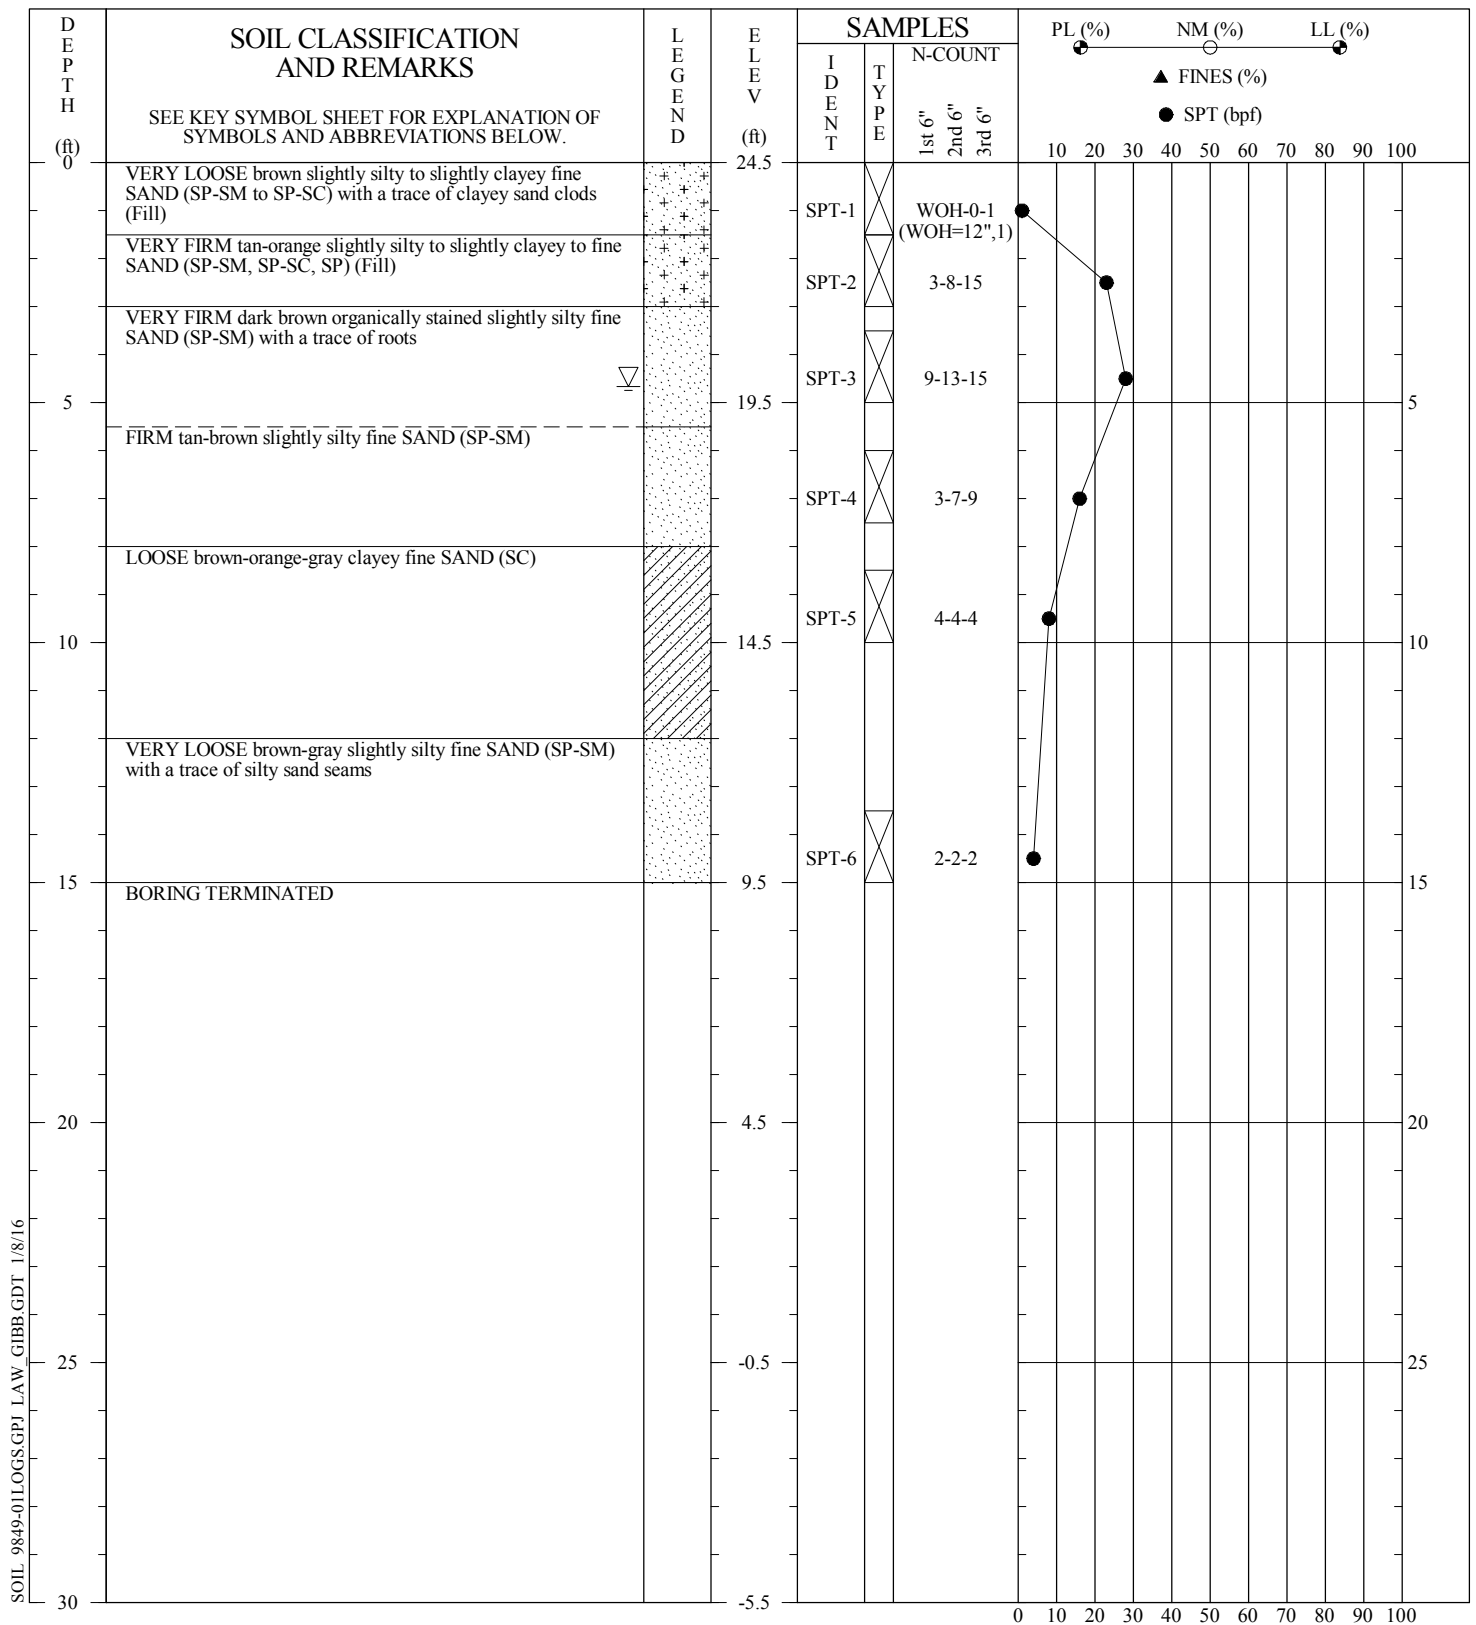 DEPTH
(ft)
SOIL CLASSIFICATION
AND REMARKS
SEE KEY SYMBOL SHEET FOR EXPLANATION OF
SYMBOLS AND ABBREVIATIONS BELOW.
LEGEND
ELEV
(ft)
SAMPLES
IDENT
TYPE
N-COUNT
1st 6"
2nd 6"
3rd 6"
PL (%) NM (%) LL (%)
▲ FINES (%)
● SPT (bpf)
10 20 30 40 50 60 70 80 90 100
0
24.5
VERY LOOSE brown slightly silty to slightly clayey fine
SAND (SP-SM to SP-SC) with a trace of clayey sand clods
(Fill)
SPT-1 WOH-0-1
(WOH=12",1)
VERY FIRM tan-orange slightly silty to slightly clayey to fine
SAND (SP-SM, SP-SC, SP) (Fill)
SPT-2 3-8-15
VERY FIRM dark brown organically stained slightly silty fine
SAND (SP-SM) with a trace of roots
SPT-3 9-13-15
5 19.5 5
FIRM tan-brown slightly silty fine SAND (SP-SM)
SPT-4 3-7-9
LOOSE brown-orange-gray clayey fine SAND (SC)
SPT-5 4-4-4
10 14.5 10
VERY LOOSE brown-gray slightly silty fine SAND (SP-SM)
with a trace of silty sand seams
SPT-6 2-2-2
15 9.5 15
BORING TERMINATED
20 4.5 20
25 -0.5 25
30 -5.5
0 10 20 30 40 50 60 70 80 90 100
SOIL 9849-01LOGS.GPJ LAW_GIBB.GDT 1/8/16